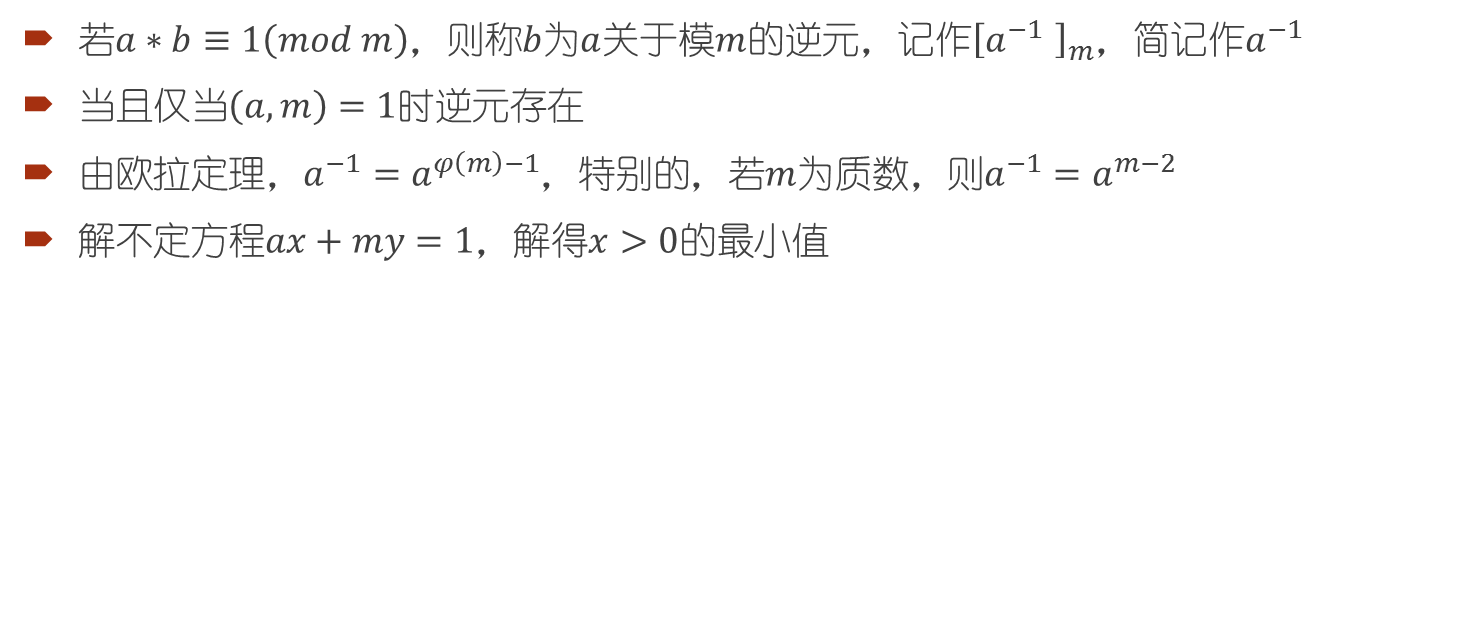 若𝑎 ∗ 𝑏 ≡ 1(𝑚𝑜𝑑 𝑚)，则称𝑏为𝑎关于模𝑚的逆元，记作[𝑎⁻¹ ]ₘ，简记作𝑎⁻¹
当且仅当(𝑎, 𝑚) = 1时逆元存在
由欧拉定理，𝑎⁻¹ = 𝑎^{φ(𝑚)−1}，特别的，若𝑚为质数，则𝑎⁻¹ = 𝑎^{𝑚−2}
解不定方程𝑎𝑥 + 𝑚𝑦 = 1，解得𝑥 > 0的最小值